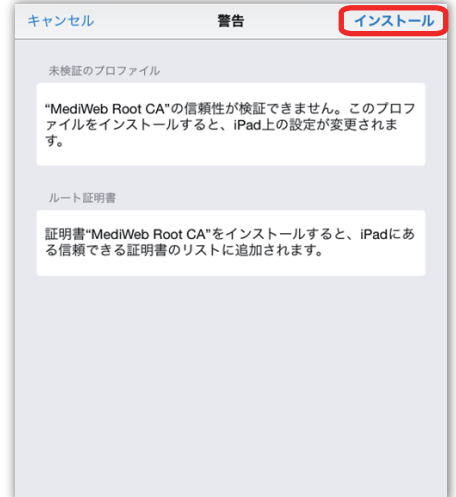 キャンセル 警告 インストール
未検証のプロファイル
“MediWeb Root CA”の信頼性が検証できません。このプロフ
ァイルをインストールすると、iPad上の設定が変更されま
す。
ルート証明書
証明書“MediWeb Root CA”をインストールすると、iPadにあ
る信頼できる証明書のリストに追加されます。